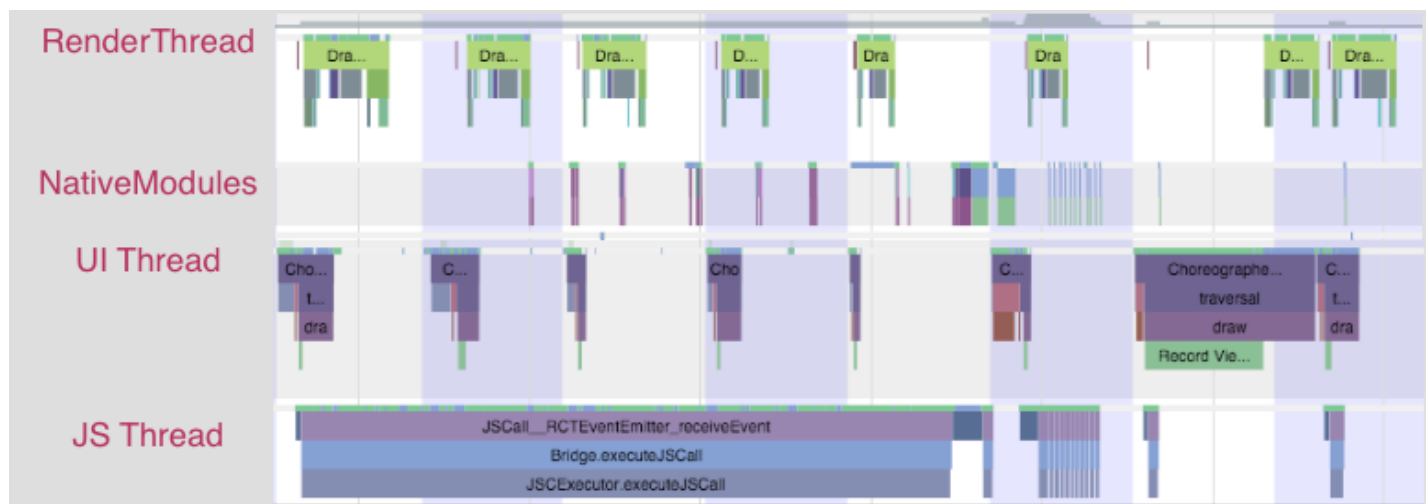 RenderThread
Dra... Dra... Dra... D... Dra Dra D... Dra...
NativeModules
UI Thread
Cho... C... Cho C... Choreographe... C...
t... traversal t...
dra draw dra
Record Vie...
JS Thread
JSCall__RCTEventEmitter_receiveEvent
Bridge.executeJSCall
JSCExecutor.executeJSCall